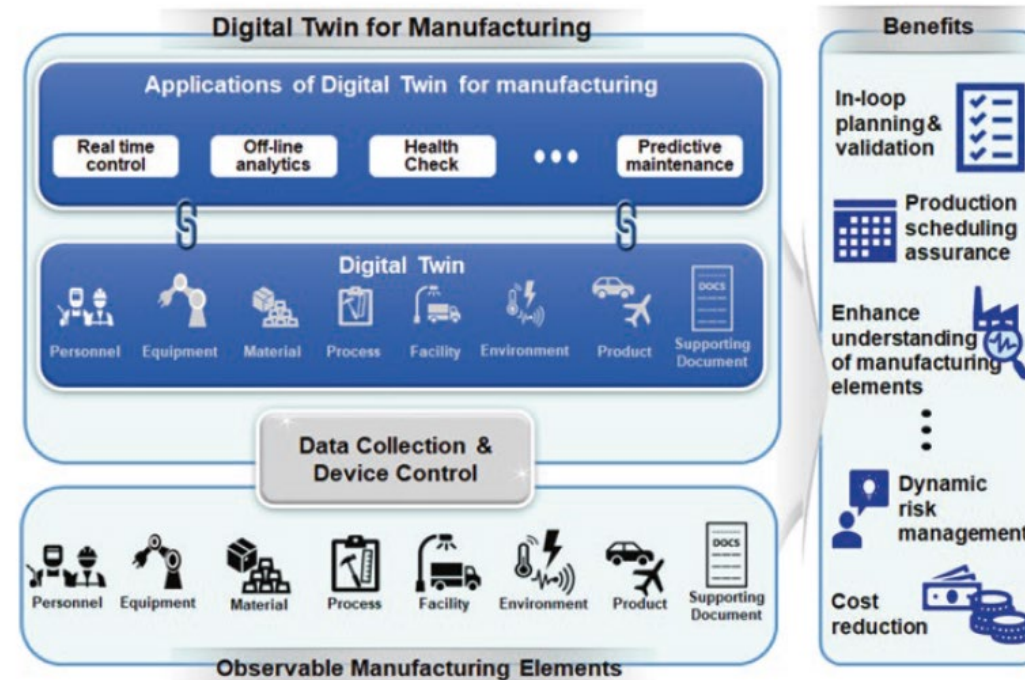 Digital Twin for Manufacturing
Applications of Digital Twin for manufacturing
Real time
control
Off-line
analytics
Health
Check
Predictive
maintenance
Digital Twin
DOCS
Personnel
Equipment
Material
Process
Facility
Environment
Product
Supporting
Document
Data Collection &
Device Control
DOCS
Personnel
Equipment
Material
Process
Facility
Environment
Product
Supporting
Document
Observable Manufacturing Elements
Benefits
In-loop
planning&
validation
Production
scheduling
assurance
Enhance
understanding
of manufacturing
elements
Dynamic
risk
management
Cost
reduction